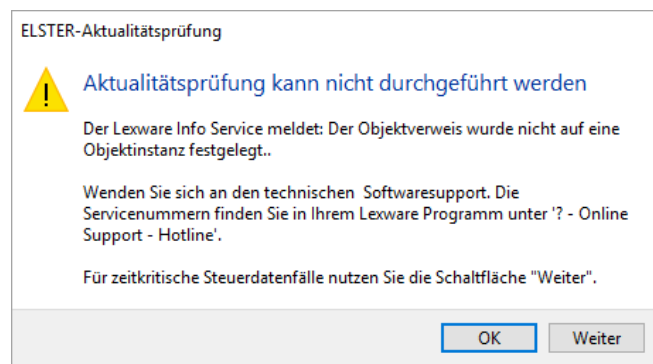 ELSTER-Aktualitätsprüfung
Aktualitätsprüfung kann nicht durchgeführt werden
Der Lexware Info Service meldet: Der Objektverweis wurde nicht auf eine
Objektinstanz festgelegt..
Wenden Sie sich an den technischen Softwaresupport. Die
Servicenummern finden Sie in Ihrem Lexware Programm unter '? - Online
Support - Hotline'.
Für zeitkritische Steuerdatenfälle nutzen Sie die Schaltfläche "Weiter".
OK Weiter